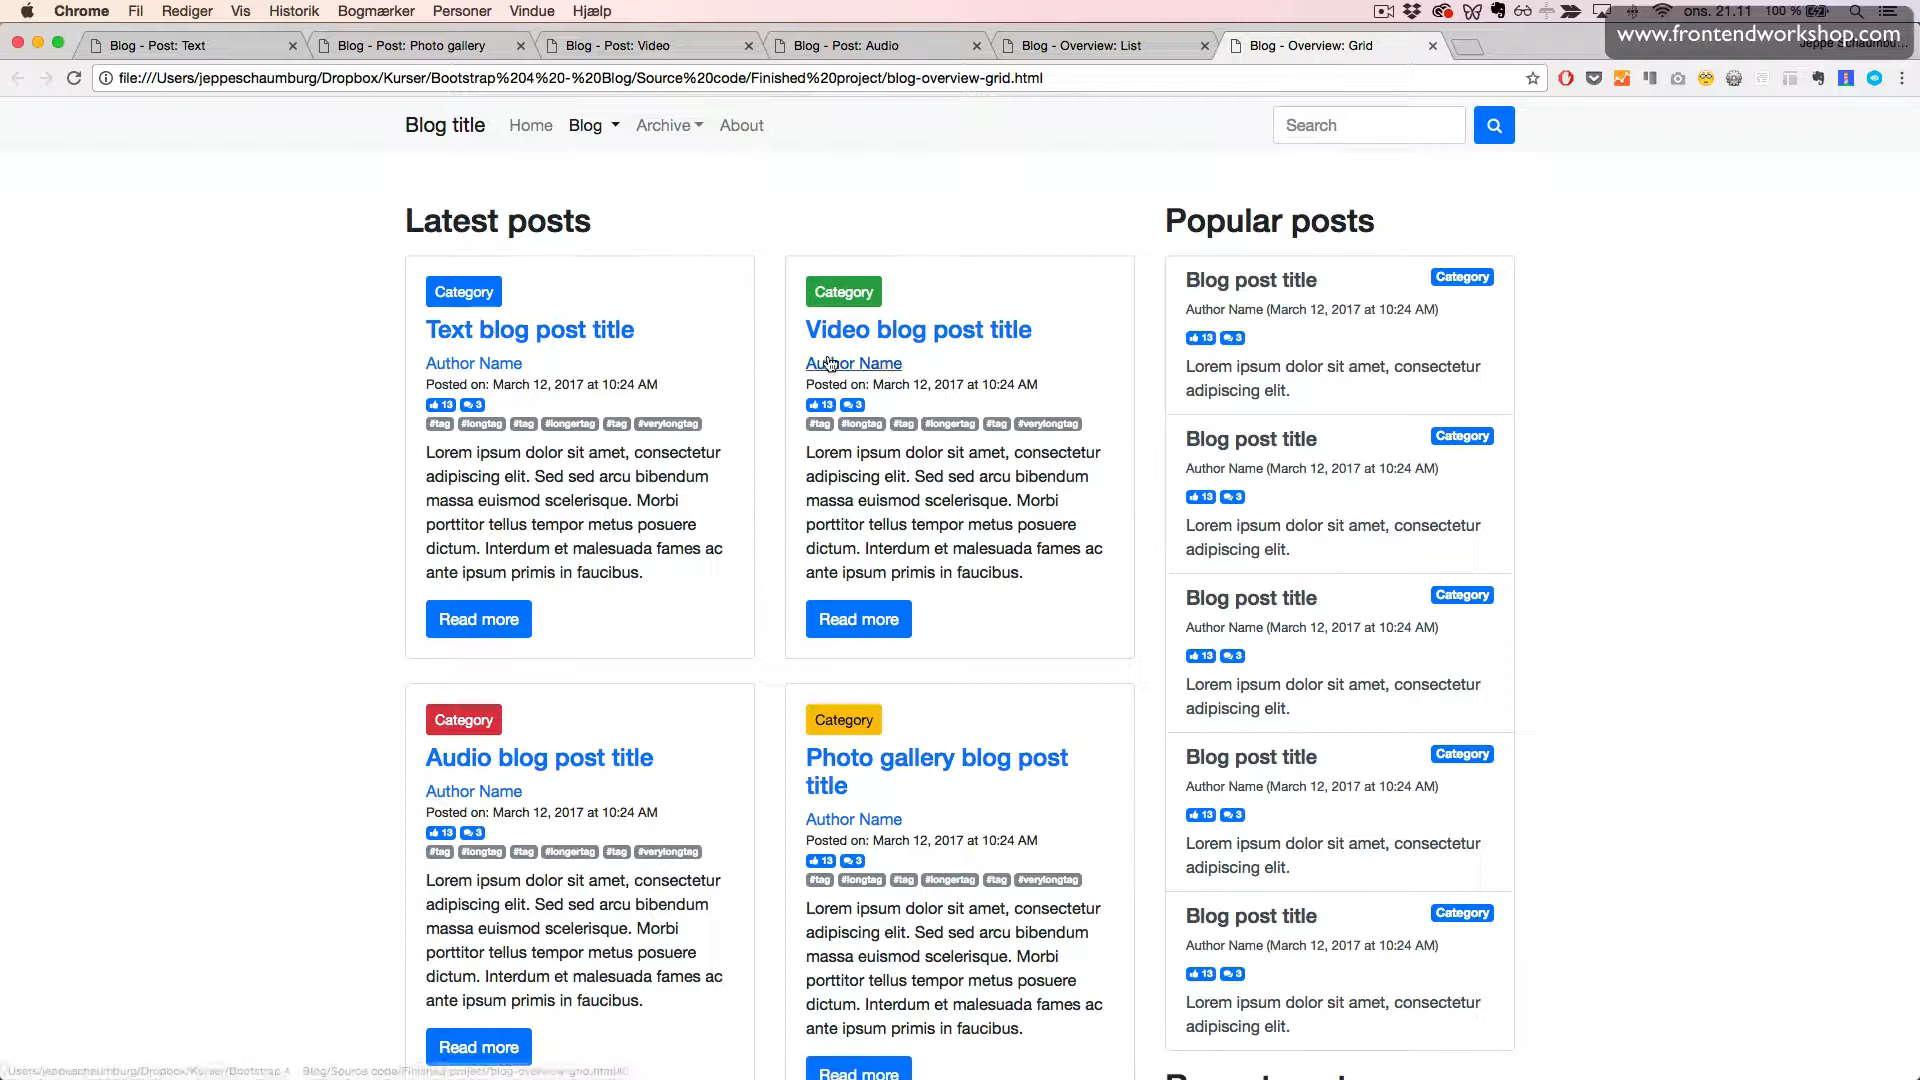 Chrome Fil Rediger Vis Historik Bogmærker Personer Vindue Hjælp
ons. 21.11 100 %
www.frontendworkshop.com
Blog - Post: Text
Blog - Post: Photo gallery
Blog - Post: Video
Blog - Post: Audio
Blog - Overview: List
Blog - Overview: Grid
file:///Users/jeppeschaumburg/Dropbox/Kurser/Bootstrap%204%20-%20Blog/Source%20code/Finished%20project/blog-overview-grid.html
Blog title Home Blog Archive About
Search
Latest posts
Category
Text blog post title
Author Name
Posted on: March 12, 2017 at 10:24 AM
13 3
#tag #longtag #tag #longertag #tag #verylongtag
Lorem ipsum dolor sit amet, consectetur
adipiscing elit. Sed sed arcu bibendum
massa euismod scelerisque. Morbi
porttitor tellus tempor metus posuere
dictum. Interdum et malesuada fames ac
ante ipsum primis in faucibus.
Read more
Category
Video blog post title
Author Name
Posted on: March 12, 2017 at 10:24 AM
13 3
#tag #longtag #tag #longertag #tag #verylongtag
Lorem ipsum dolor sit amet, consectetur
adipiscing elit. Sed sed arcu bibendum
massa euismod scelerisque. Morbi
porttitor tellus tempor metus posuere
dictum. Interdum et malesuada fames ac
ante ipsum primis in faucibus.
Read more
Category
Audio blog post title
Author Name
Posted on: March 12, 2017 at 10:24 AM
13 3
#tag #longtag #tag #longertag #tag #verylongtag
Lorem ipsum dolor sit amet, consectetur
adipiscing elit. Sed sed arcu bibendum
massa euismod scelerisque. Morbi
porttitor tellus tempor metus posuere
dictum. Interdum et malesuada fames ac
ante ipsum primis in faucibus.
Read more
Category
Photo gallery blog post
title
Author Name
Posted on: March 12, 2017 at 10:24 AM
13 3
#tag #longtag #tag #longertag #tag #verylongtag
Lorem ipsum dolor sit amet, consectetur
adipiscing elit. Sed sed arcu bibendum
massa euismod scelerisque. Morbi
porttitor tellus tempor metus posuere
dictum. Interdum et malesuada fames ac
ante ipsum primis in faucibus.
Read more
Popular posts
Blog post title Category
Author Name (March 12, 2017 at 10:24 AM)
13 3
Lorem ipsum dolor sit amet, consectetur
adipiscing elit.
Blog post title Category
Author Name (March 12, 2017 at 10:24 AM)
13 3
Lorem ipsum dolor sit amet, consectetur
adipiscing elit.
Blog post title Category
Author Name (March 12, 2017 at 10:24 AM)
13 3
Lorem ipsum dolor sit amet, consectetur
adipiscing elit.
Blog post title Category
Author Name (March 12, 2017 at 10:24 AM)
13 3
Lorem ipsum dolor sit amet, consectetur
adipiscing elit.
Blog post title Category
Author Name (March 12, 2017 at 10:24 AM)
13 3
Lorem ipsum dolor sit amet, consectetur
adipiscing elit.